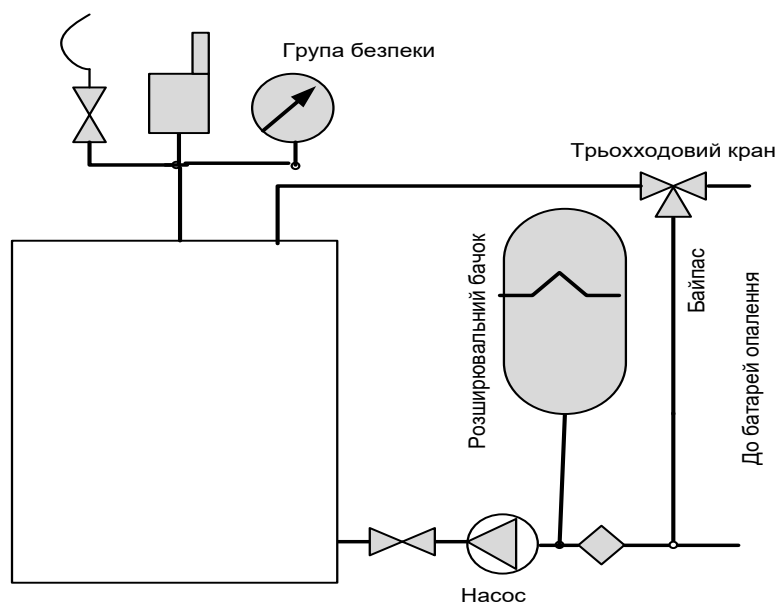 Група безпеки
Трьохходовий кран
Розширювальний бачок
Байпас
До батарей опалення
Насос